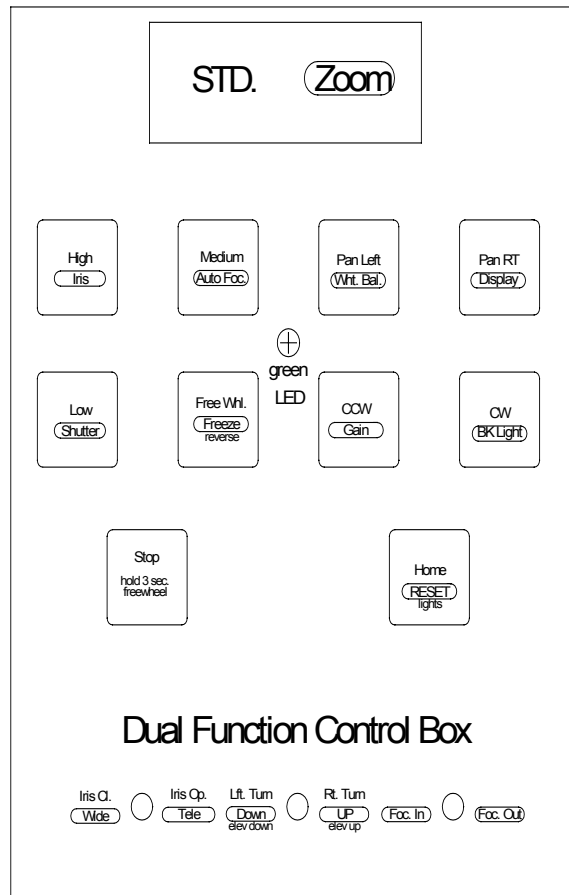 STD. Zoom
High
Iris
Medium
Auto Foc.
Pan Left
Wht. Bal.
Pan RT
Display
green
LED
Low
Shutter
Free Whl.
Freeze
reverse
CCW
Gain
CW
BK Light
Stop
hold 3 sec.
freewheel
Home
RESET
lights
Dual Function Control Box
Iris Cl.
Wide
Iris Op.
Tele
Lft. Turn
Down
elev down
Rt. Turn
UP
elev up
Foc. In
Foc. Out